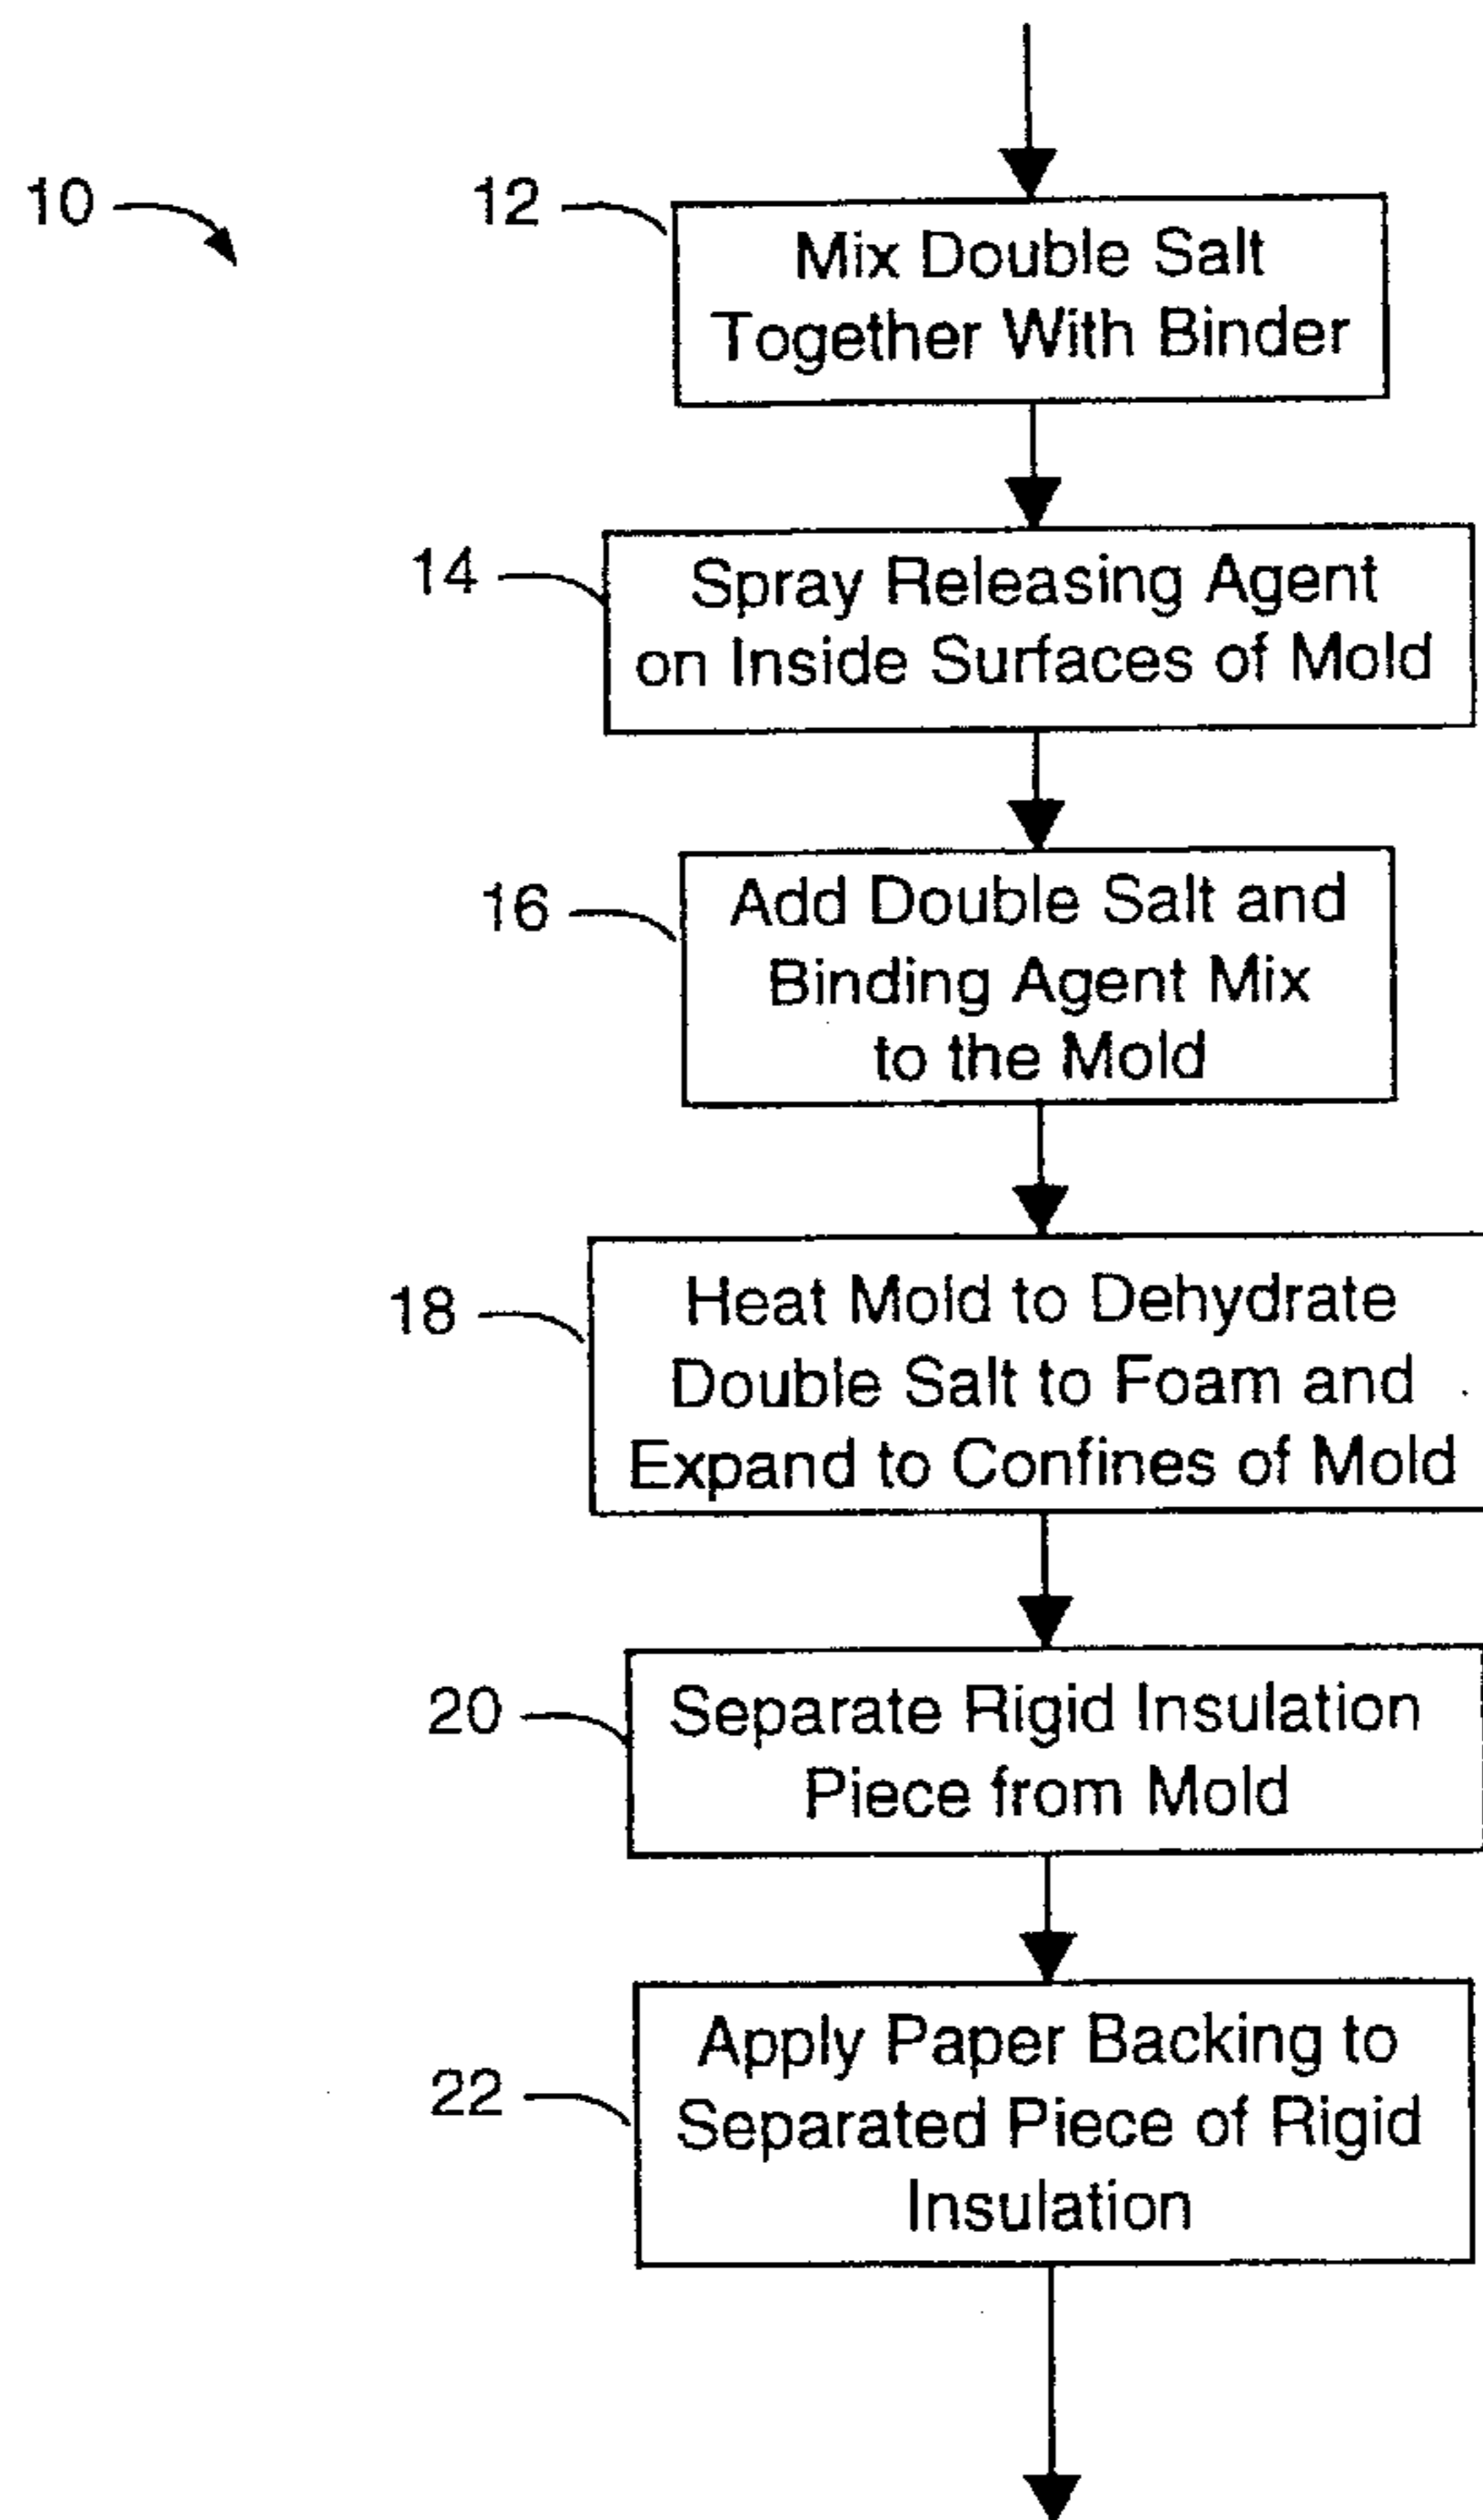 10
12
Mix Double Salt
Together With Binder
14
Spray Releasing Agent
on Inside Surfaces of Mold
16
Add Double Salt and
Binding Agent Mix
to the Mold
18
Heat Mold to Dehydrate
Double Salt to Foam and
Expand to Confines of Mold
20
Separate Rigid Insulation
Piece from Mold
22
Apply Paper Backing to
Separated Piece of Rigid
Insulation